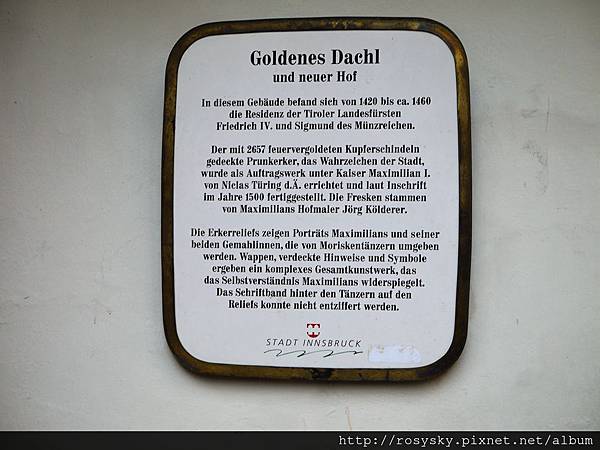 Goldenes Dachl
und neuer Hof
In diesem Gebäude befand sich von 1420 bis ca. 1460
die Residenz der Tiroler Landesfürsten
Friedrich IV. und Sigmund des Münzreichen.
Der mit 2657 feuervergoldeten Kupferschindeln
gedeckte Prunkerker, das Wahrzeichen der Stadt,
wurde als Auftragswerk unter Kaiser Maximilian I.
von Niclas Türing d.Ä. errichtet und laut Inschrift
im Jahre 1500 fertiggestellt. Die Fresken stammen
von Maximilians Hofmaler Jörg Kölderer.
Die Erkerreliefs zeigen Porträts Maximilians und seiner
beiden Gemahlinnen, die von Moriskentänzern umgeben
werden. Wappen, verdeckte Hinweise und Symbole
ergeben ein komplexes Gesamtkunstwerk, das
das Selbstverständnis Maximilians widerspiegelt.
Das Schriftband hinter den Tänzern auf den
Reliefs konnte nicht entziffert werden.
STADT INNSBRUCK
http://rosysky.pixnet.net/album